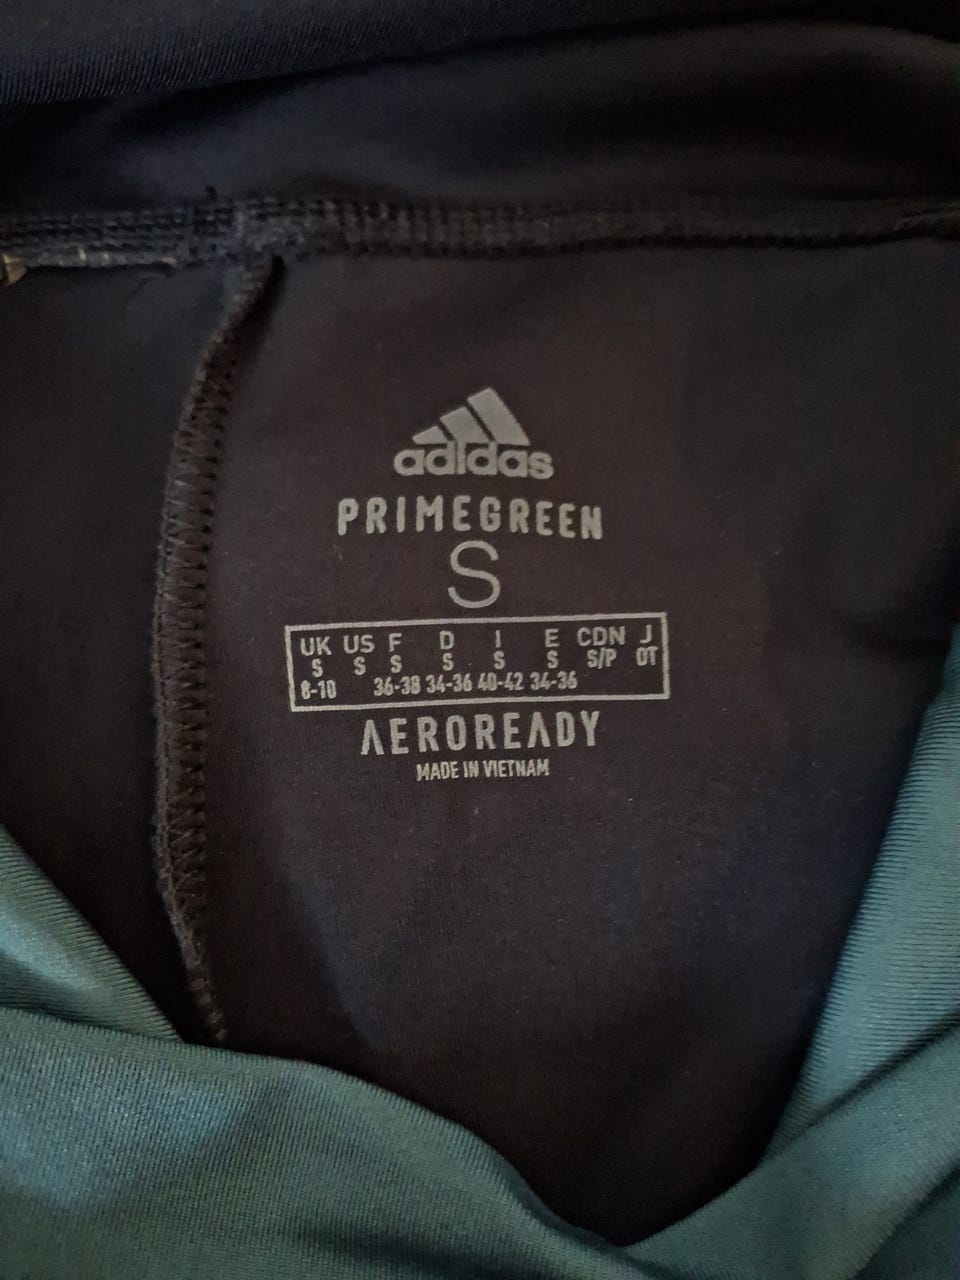 adidas
PRIMEGREEN
S
UK US F D I E CDN J
S S S S S S S/P OT
8-10 36-38 34-36 40-42 34-36
AEROREADY
MADE IN VIETNAM